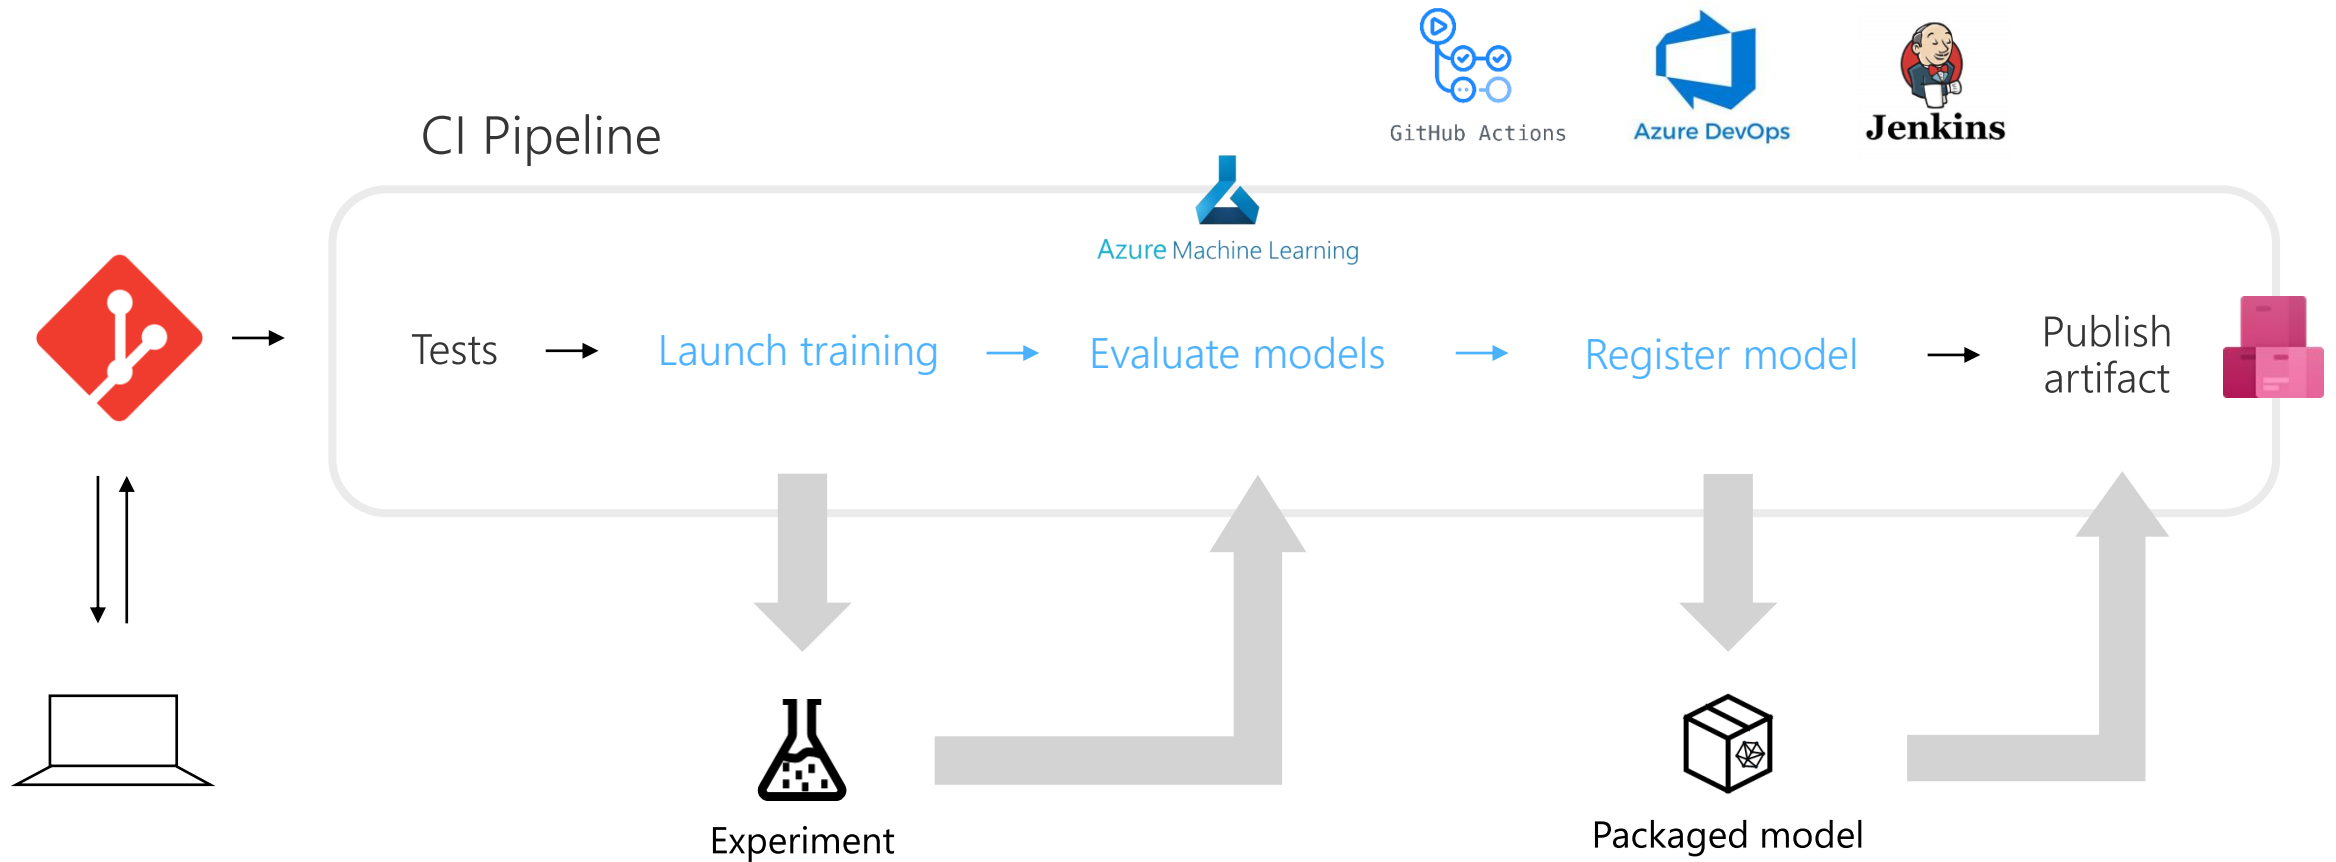 GitHub Actions
Azure DevOps
Jenkins
CI Pipeline
Azure Machine Learning
Tests
Launch training
Evaluate models
Register model
Publish
artifact
Experiment
Packaged model